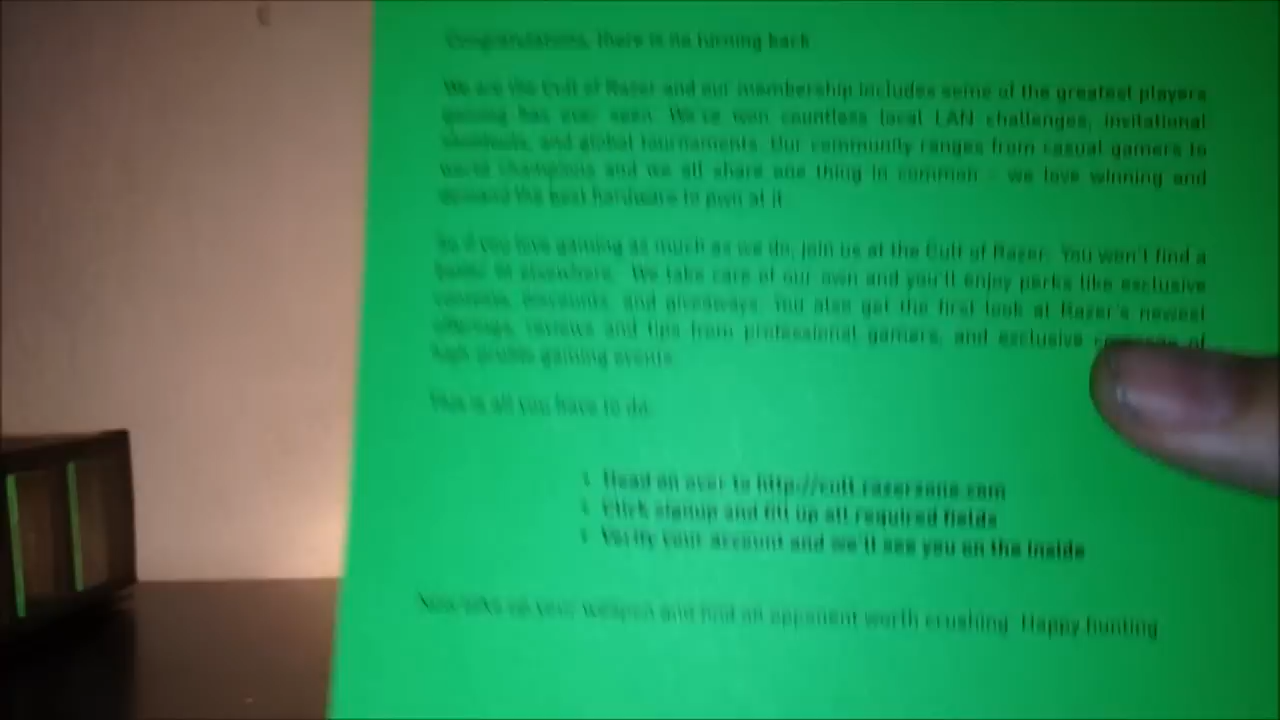 Congratulations, there is no turning back
We are the Cult of Razer and our membership includes some of the greatest players
gaming has ever seen. We've won countless local LAN challenges, invitational
and global tournaments. Our community ranges from casual gamers to
world champions and we all share one thing in common - we love winning and
demand the best hardware to pwn at it.
So if you love gaming as much as we do, join us at the Cult of Razer. You won't find a
elsewhere. We take care of our own and you'll enjoy perks like exclusive
contests, discounts, and giveaways. You also get the first look at Razer's newest
offerings, reviews and tips from professional gamers, and exclusive coverage of
high profile gaming events.
This is all you have to do:
Head on over to http://cult.razerzone.com
Click signup and fill up all required fields
Verify your account and we'll see you on the inside
Now take up your weapon and find an opponent worth crushing. Happy hunting